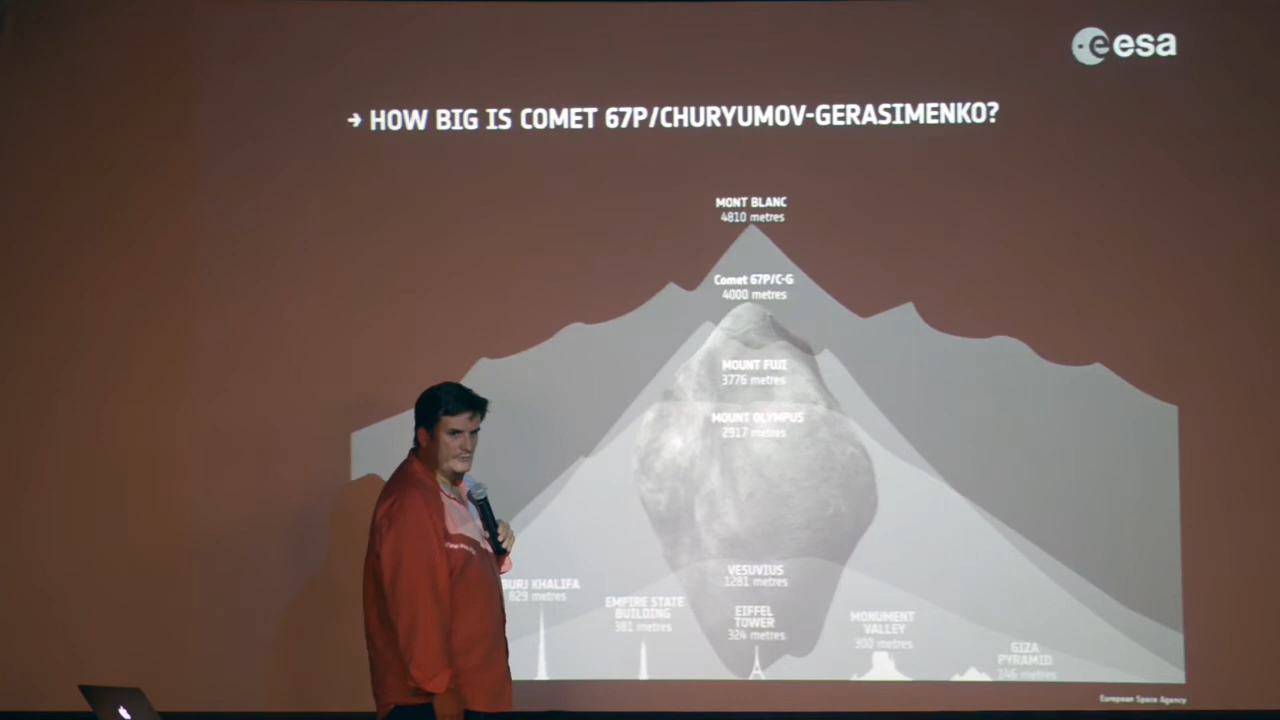 esa
→ HOW BIG IS COMET 67P/CHURYUMOV-GERASIMENKO?
MONT BLANC
4810 metres
Comet 67P/C-G
4000 metres
MOUNT FUJI
3776 metres
MOUNT OLYMPUS
2917 metres
VESUVIUS
1281 metres
BURJ KHALIFA
829 metres
EMPIRE STATE
BUILDING
381 metres
EIFFEL
TOWER
324 metres
MONUMENT
VALLEY
300 metres
GIZA
PYRAMID
146 metres
European Space Agency